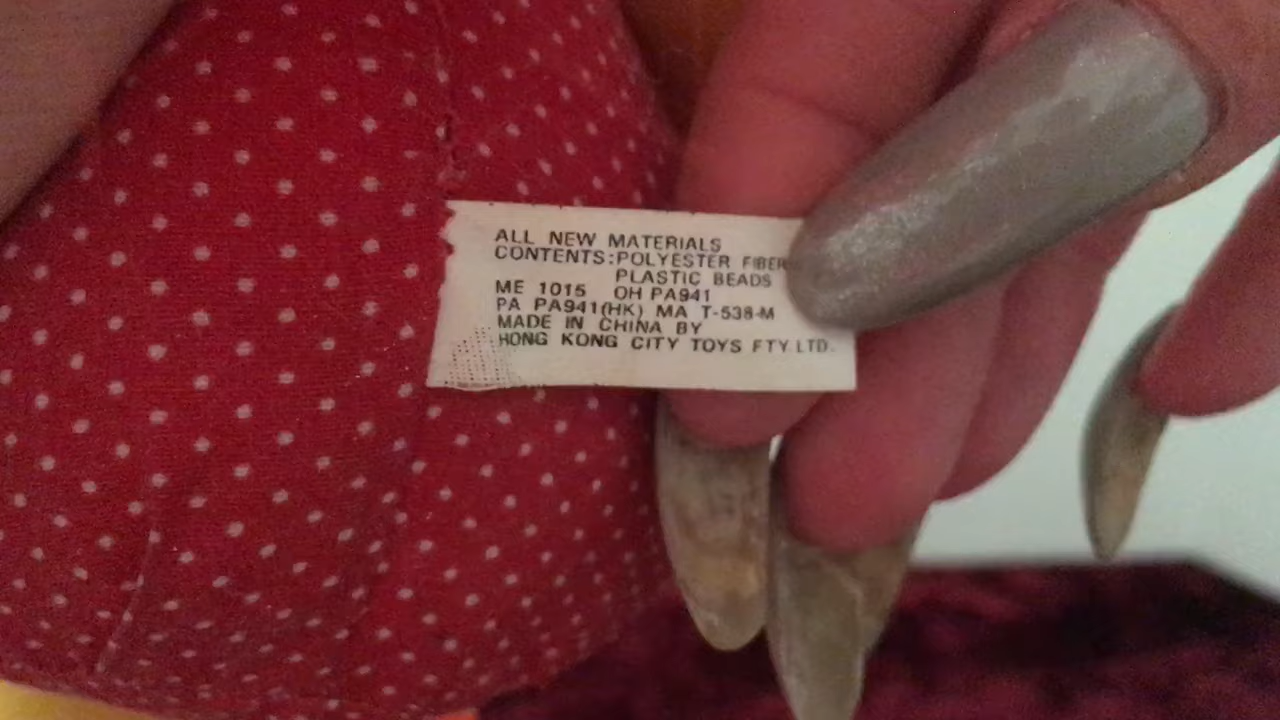 ALL NEW MATERIALS
CONTENTS:POLYESTER FIBER
PLASTIC BEADS
ME 1015 OH PA941
PA PA941(HK) MA T-538-M
MADE IN CHINA BY
HONG KONG CITY TOYS FTY.LTD.